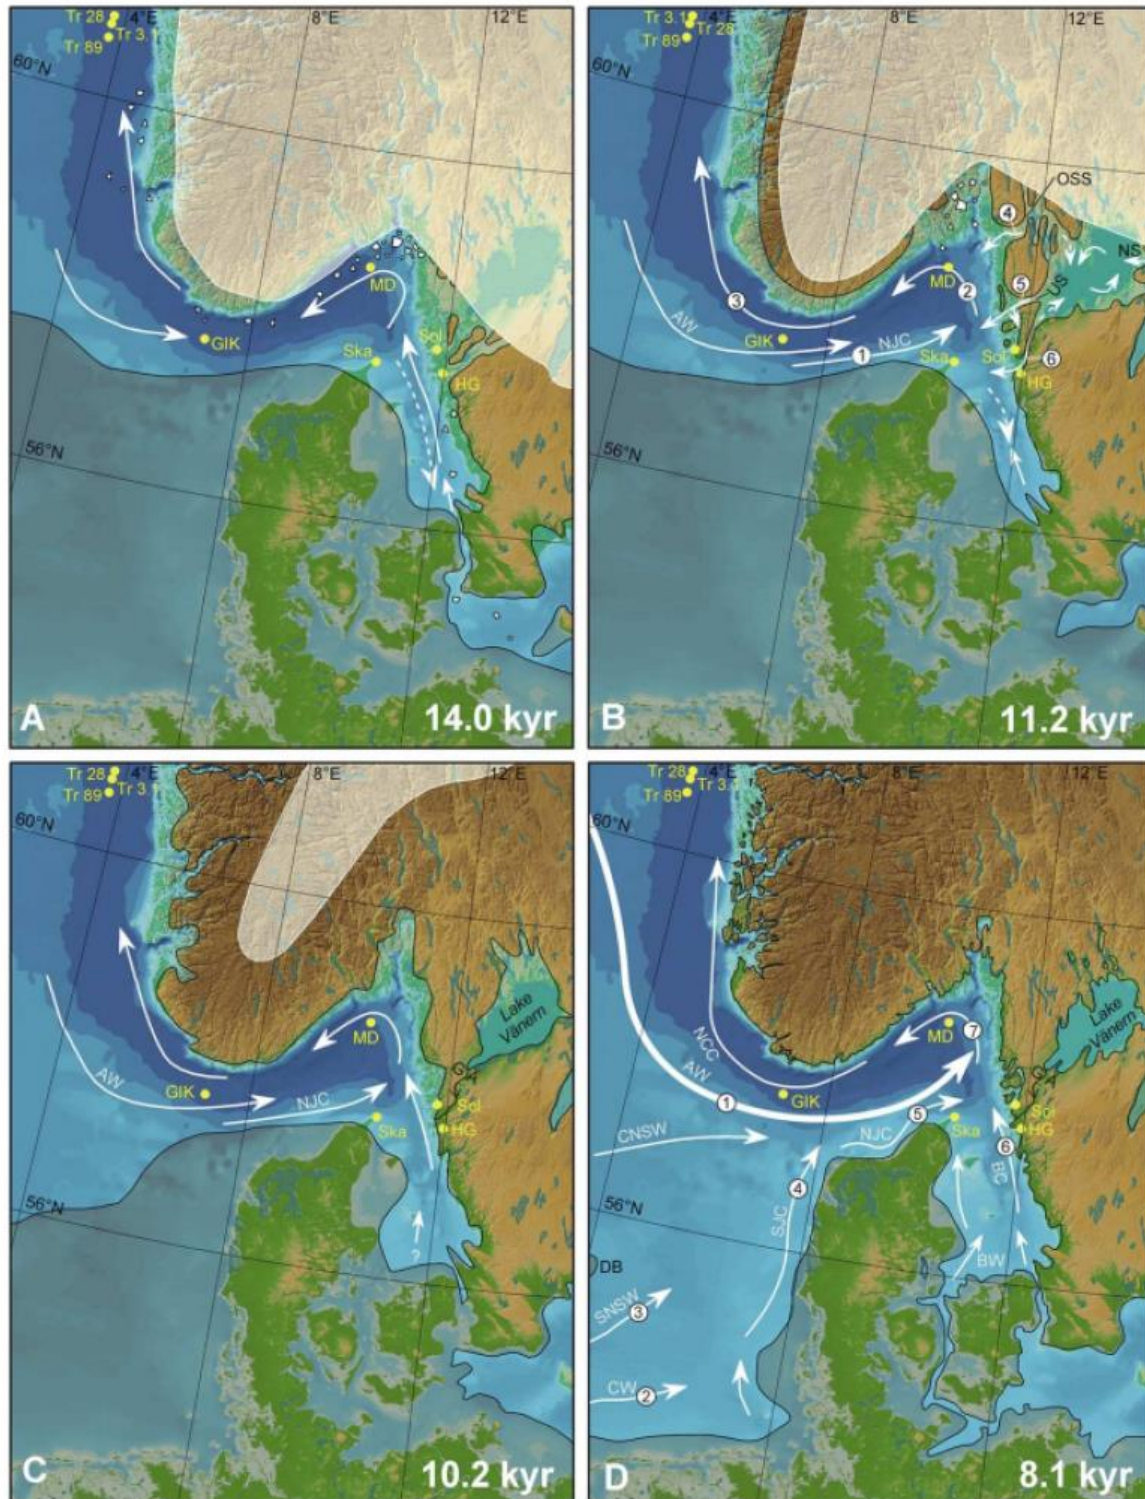 Tr 28
4°E
8°E
12°E
Tr 3.1
Tr 89
60°N
MD
GIK
Sol
Ska
HG
56°N
A
14.0 kyr
Tr 3.1
4°E
8°E
12°E
Tr 28
Tr 89
60°N
OSS
4
NS
MD
5
US
2
3
AW
GIK
NJC
1
Ska
Sol
6
HG
56°N
B
11.2 kyr
Tr 28
4°E
8°E
12°E
Tr 3.1
Tr 89
60°N
Lake
Vänern
MD
AW
GÄ
GIK
NJC
Sol
Ska
HG
56°N
?
C
10.2 kyr
Tr 28
4°E
8°E
12°E
Tr 89
60°N
Lake
Vänern
MD
7
NCC
AW
GÄ
GIK
1
5
Sol
CNSW
NJC
Ska
HG
6
BC
4
SJC
56°N
DB
BW
SNSW
3
CW
2
D
8.1 kyr